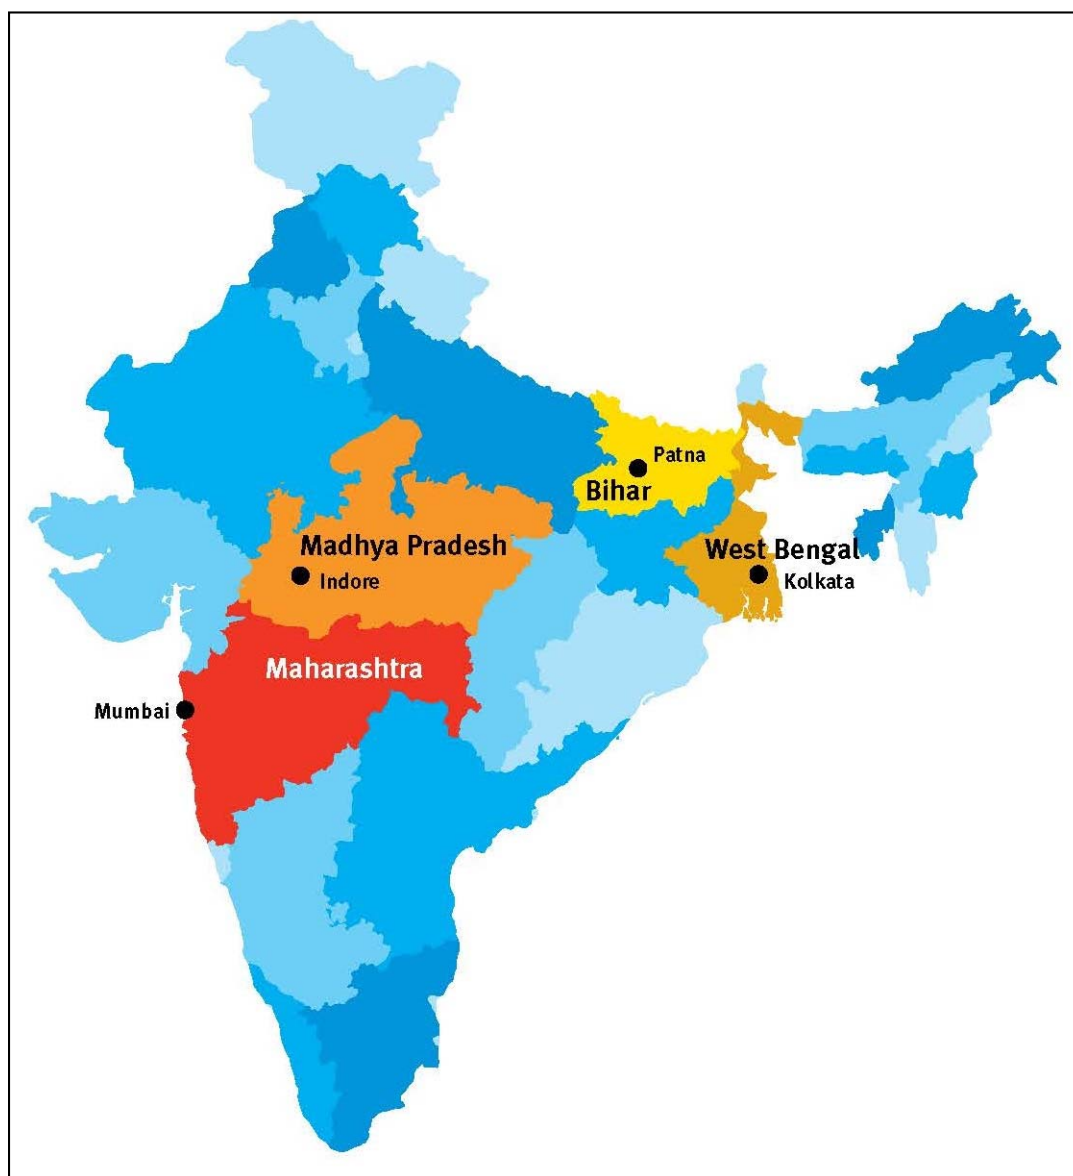 Patna
Bihar
Madhya Pradesh
Indore
West Bengal
Kolkata
Maharashtra
Mumbai